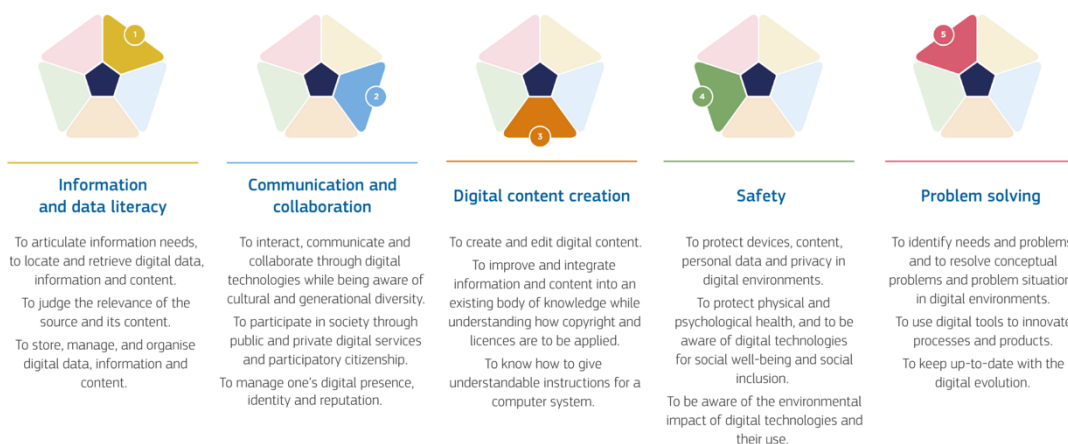 1
Information
and data literacy
To articulate information needs,
to locate and retrieve digital data,
information and content.
To judge the relevance of the
source and its content.
To store, manage, and organise
digital data, information and
content.
2
Communication and
collaboration
To interact, communicate and
collaborate through digital
technologies while being aware of
cultural and generational diversity.
To participate in society through
public and private digital services
and participatory citizenship.
To manage one's digital presence,
identity and reputation.
3
Digital content creation
To create and edit digital content.
To improve and integrate
information and content into an
existing body of knowledge while
understanding how copyright and
licences are to be applied.
To know how to give
understandable instructions for a
computer system.
4
Safety
To protect devices, content,
personal data and privacy in
digital environments.
To protect physical and
psychological health, and to be
aware of digital technologies
for social well-being and social
inclusion.
To be aware of the environmental
impact of digital technologies and
their use.
5
Problem solving
To identify needs and problems
and to resolve conceptual
problems and problem situation
in digital environments.
To use digital tools to innovate
processes and products.
To keep up-to-date with the
digital evolution.